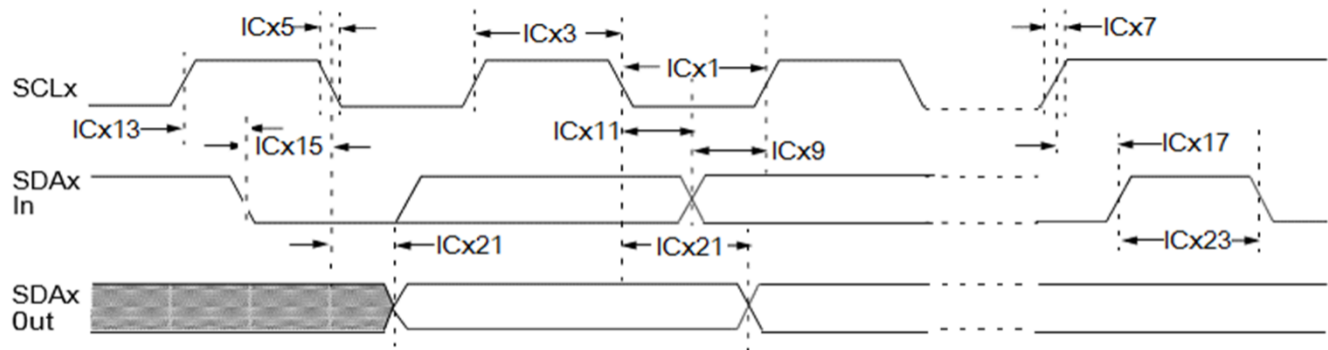 ICx5
ICx3
ICx7
ICx1
SCLx
ICx13
ICx11
ICx17
ICx15
ICx9
SDAx
In
ICx21
ICx21
ICx23
SDAx
Out